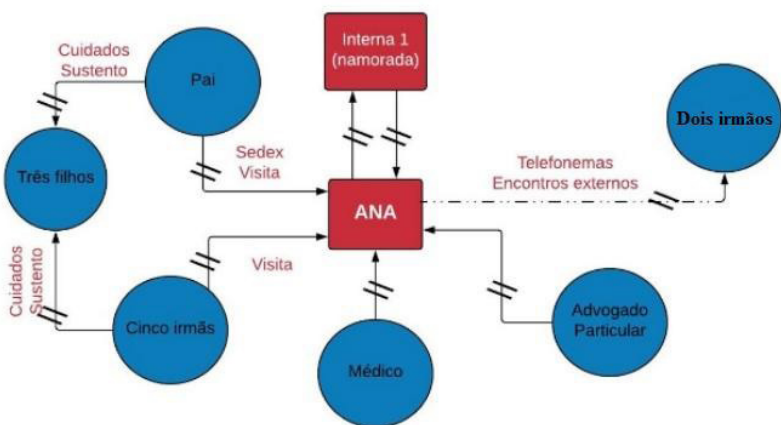 Cuidados
Sustento
Pai
Interna 1
(namorada)
Dois irmãos
Três filhos
Sedex
Visita
Telefonemas
Encontros externos
ANA
Cuidados
Sustento
Visita
Cinco irmãs
Médico
Advogado
Particular